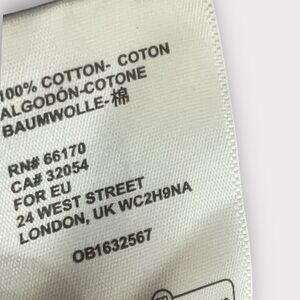 100% COTTON- COTON
ALGODÓN-COTONE
BAUMWOLLE-棉
RN# 66170
CA# 32054
FOR EU
24 WEST STREET
LONDON, UK WC2H9NA
OB1632567